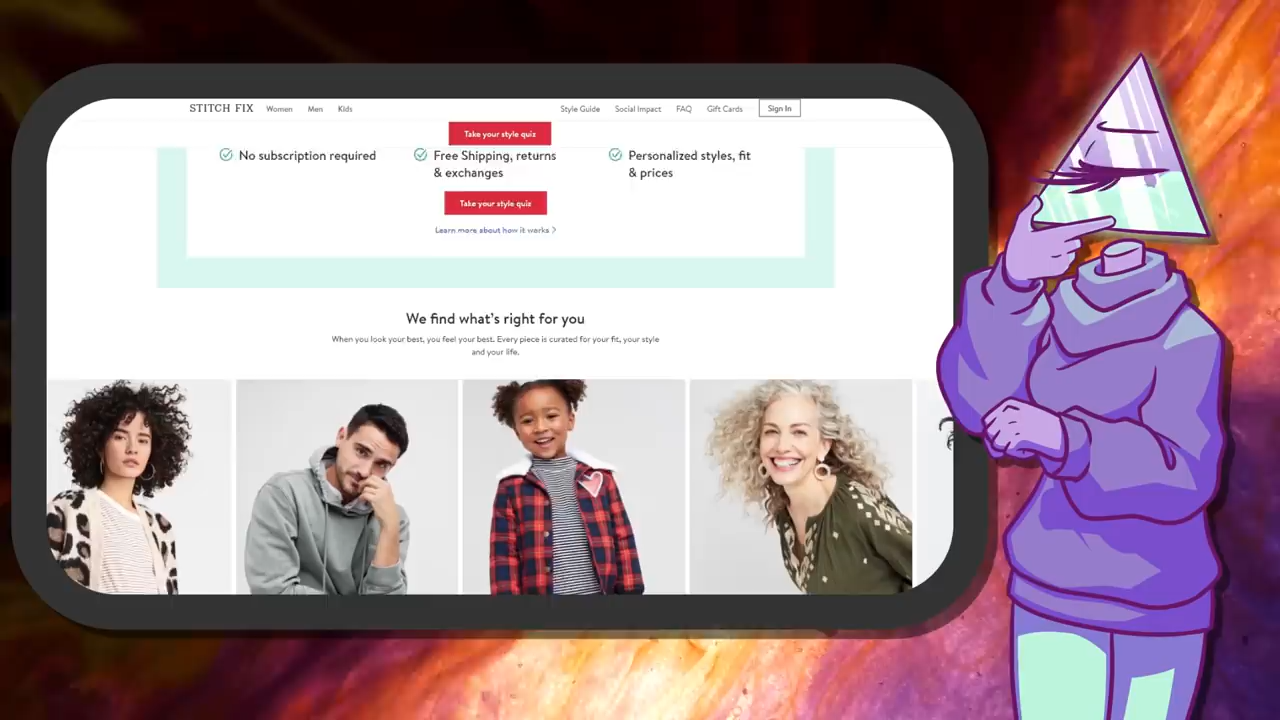 STITCH FIX Women Men Kids Style Guide Social Impact FAQ Gift Cards Sign In
Take your style quiz
No subscription required
Free Shipping, returns
& exchanges
Personalized styles, fit
& prices
Take your style quiz
Learn more about how it works >
We find what's right for you
When you look your best, you feel your best. Every piece is curated for your fit, your style
and your life.